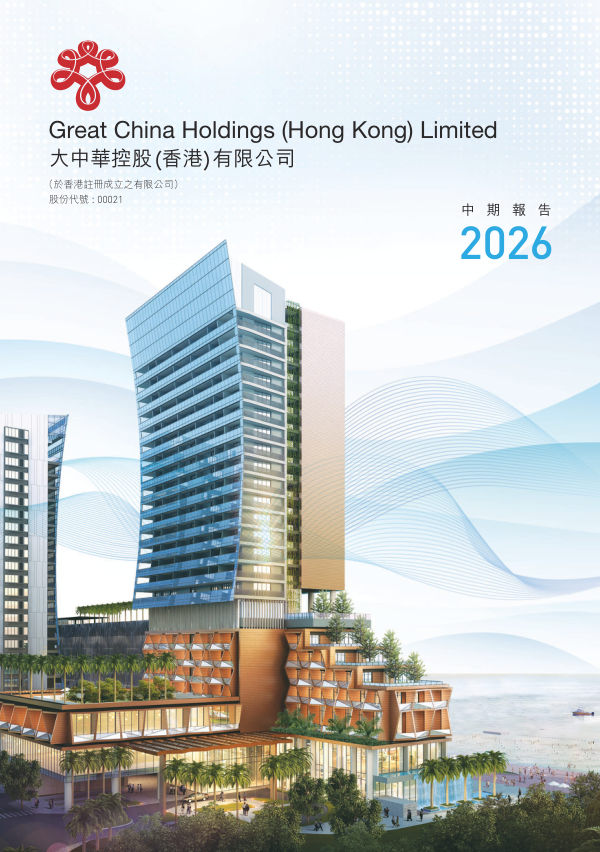 Great China Holdings (Hong Kong) Limited
大中華控股(香港)有限公司
(於香港註冊成立之有限公司)
股份代號 : 00021
中期報告
2026